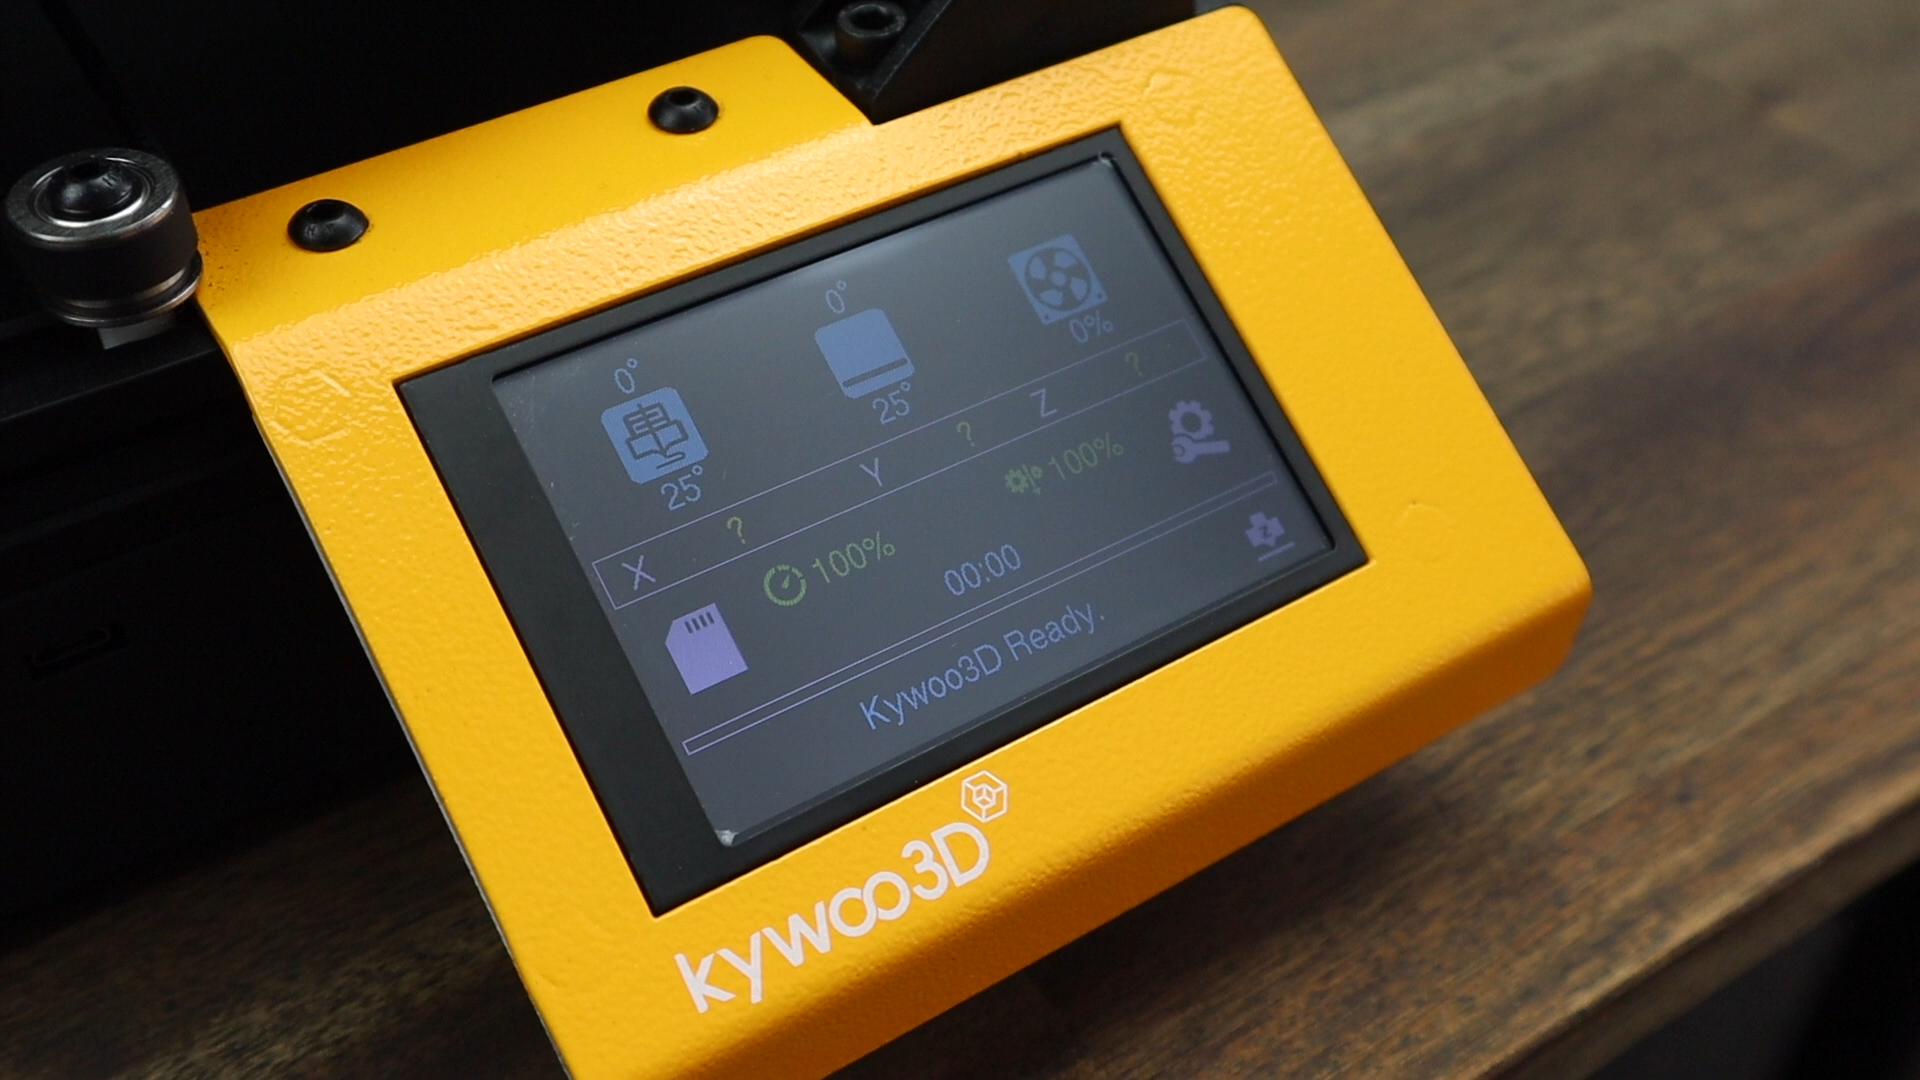 0° 0°
25° 25° 0%
X ? Y ? Z ?
100% 100%
00:00
Kywoo3D Ready.
kywoo3D